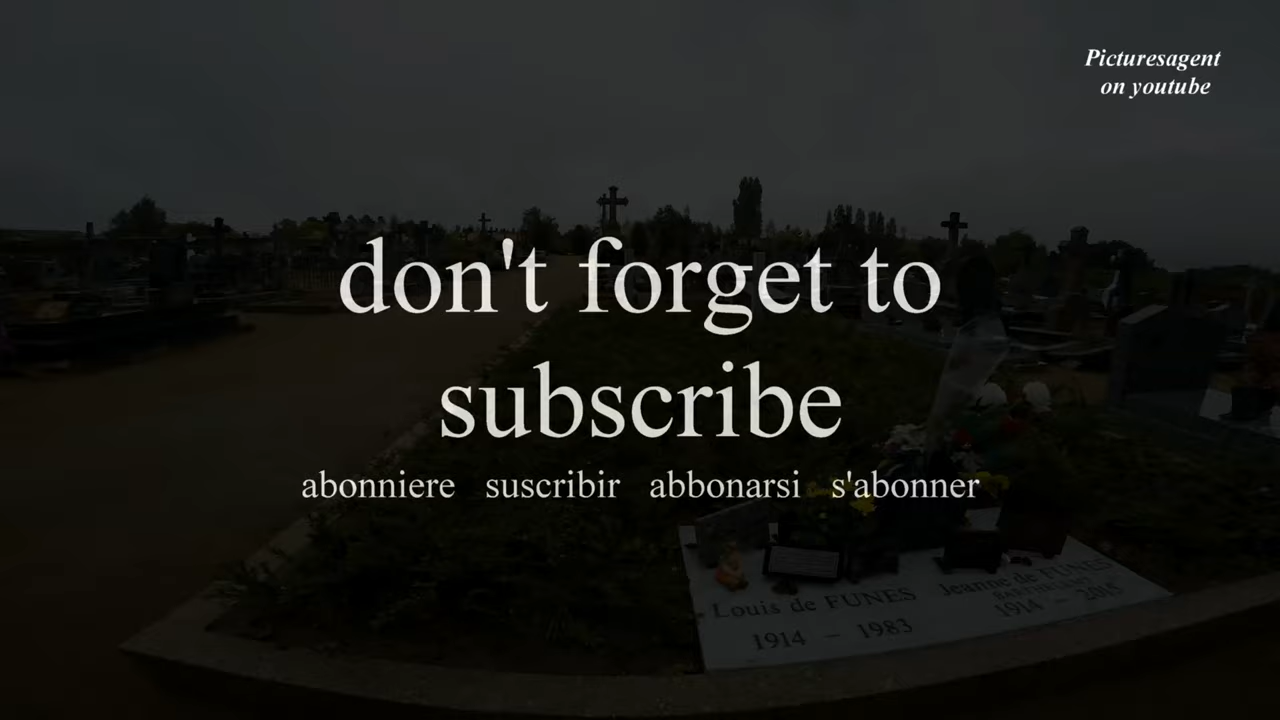 Picturesagent
on youtube
don't forget to
subscribe
abonniere suscribir abbonarsi s'abonner
Louis de FUNES
1914 – 1983
Jeanne de FUNES
BARTHELEMY
1914 – 2015